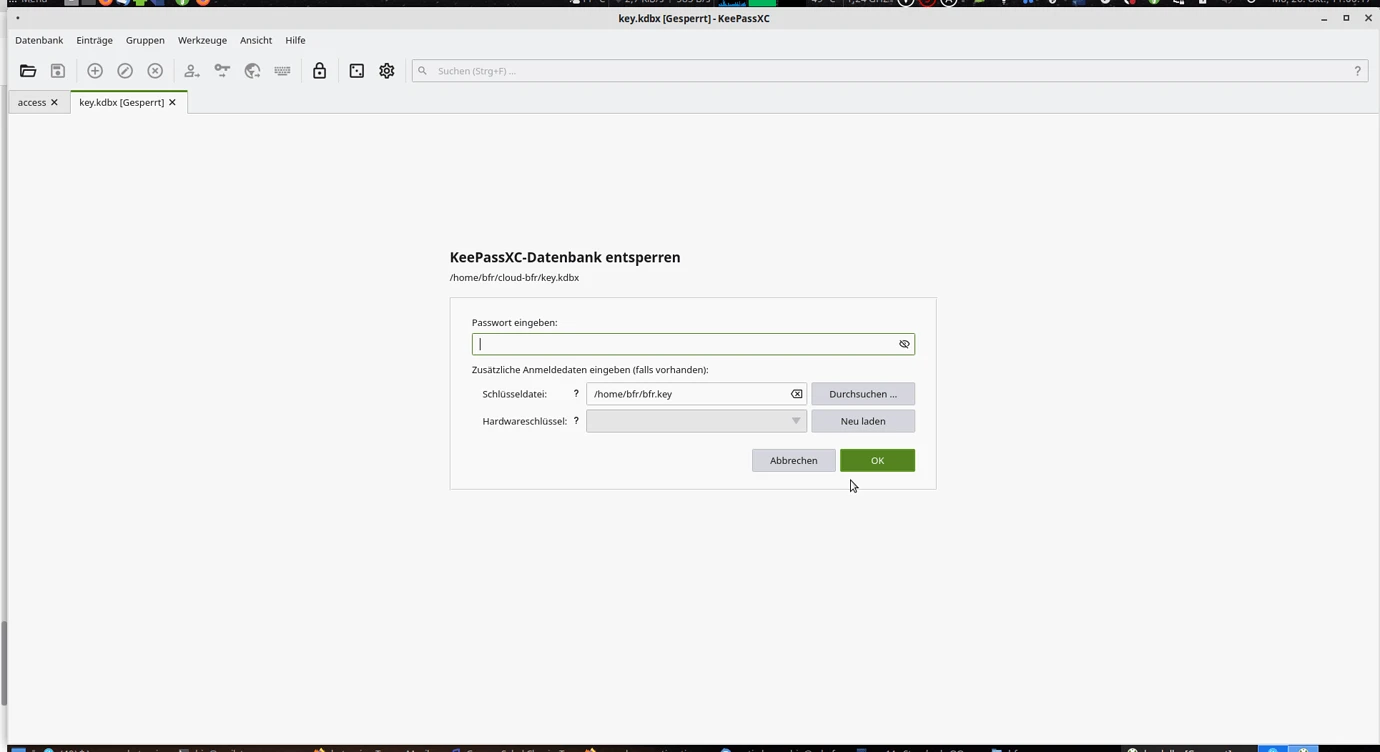 key.kdbx [Gesperrt] - KeePassXC
Datenbank Einträge Gruppen Werkzeuge Ansicht Hilfe
Suchen (Strg+F) ... ?
access key.kdbx [Gesperrt]
KeePassXC-Datenbank entsperren
/home/bfr/cloud-bfr/key.kdbx
Passwort eingeben:
Zusätzliche Anmeldedaten eingeben (falls vorhanden):
Schlüsseldatei: ? /home/bfr/bfr.key Durchsuchen ...
Hardwareschlüssel: ? Neu laden
Abbrechen OK